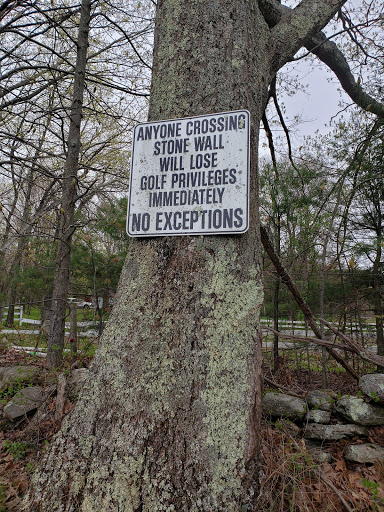 ANYONE CROSSING
STONE WALL
WILL LOSE
GOLF PRIVILEGES
IMMEDIATELY
NO EXCEPTIONS